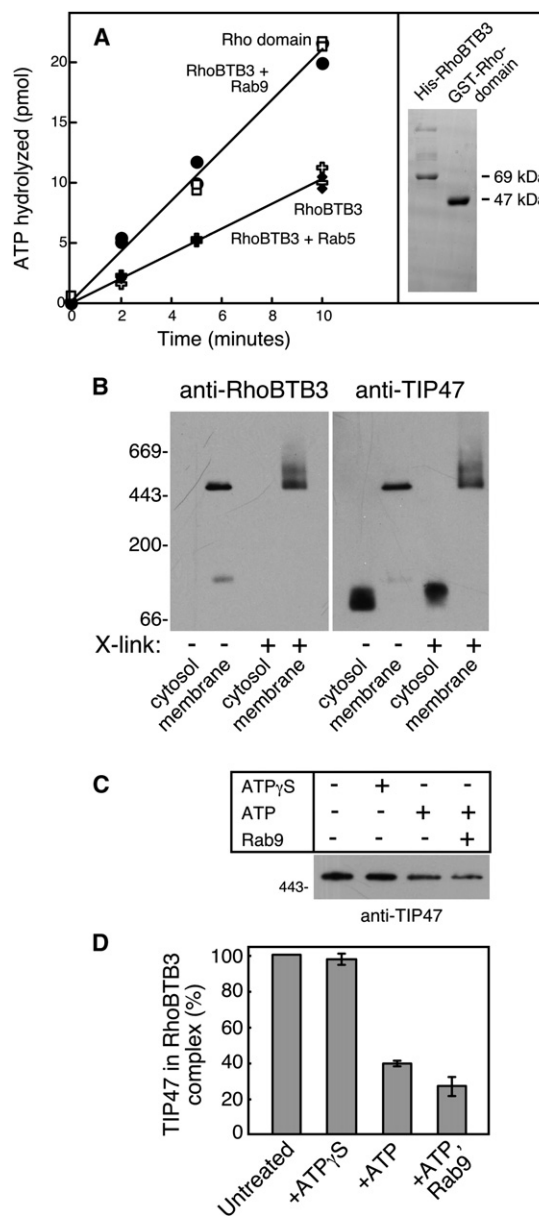 A
ATP hydrolyzed (pmol)
20
15
10
5
0
0
2
4
6
8
10
Time (minutes)
Rho domain
RhoBTB3 +
Rab9
RhoBTB3
RhoBTB3 + Rab5
His-RhoBTB3
GST-Rho-
domain
– 69 kDa
– 47 kDa
B
anti-RhoBTB3 anti-TIP47
669-
443-
200-
66-
X-link: - - + + - - + +
cytosol membrane cytosol membrane cytosol membrane cytosol membrane
C
ATPγS - + - -
ATP - - + +
Rab9 - - - +
443-
anti-TIP47
D
TIP47 in RhoBTB3
complex (%)
100
80
60
40
20
Untreated
+ATPγS
+ATP
+ATP,
Rab9